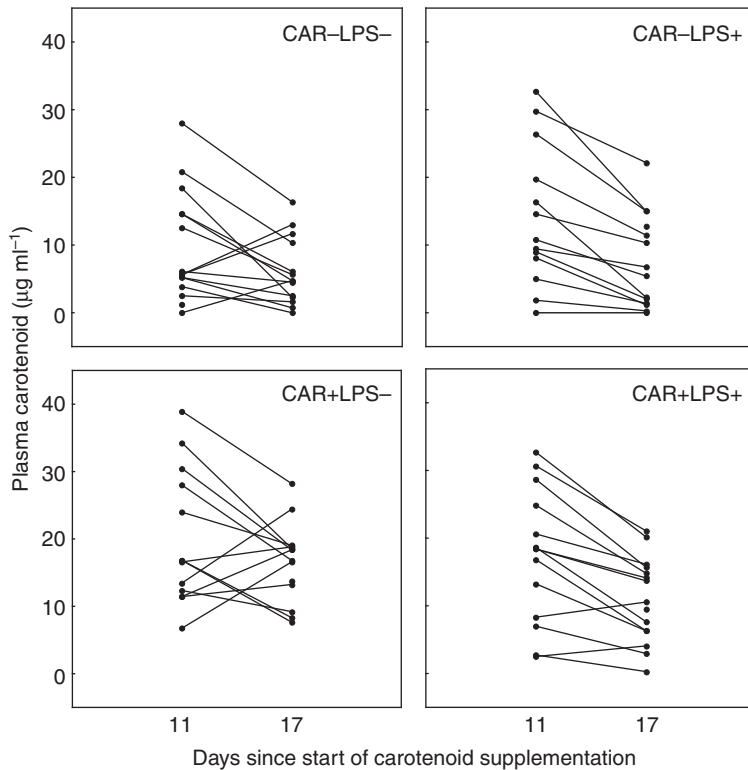 CAR–LPS–
CAR–LPS+
40
30
20
10
0
CAR+LPS–
CAR+LPS+
40
30
20
10
0
Plasma carotenoid (µg ml⁻¹)
11
17
11
17
Days since start of carotenoid supplementation